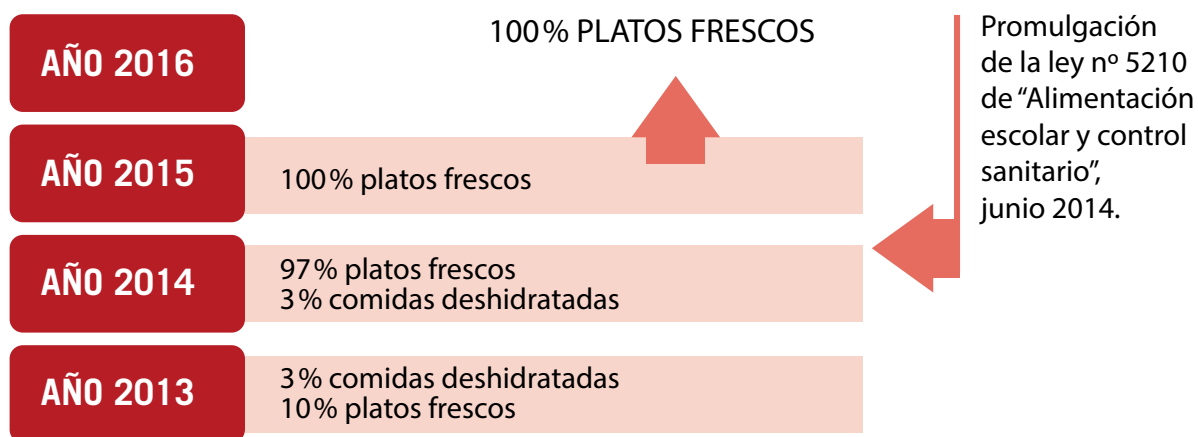 100% PLATOS FRESCOS
AÑO 2016
AÑO 2015
100% platos frescos
AÑO 2014
97% platos frescos
3% comidas deshidratadas
AÑO 2013
3% comidas deshidratadas
10% platos frescos
Promulgación
de la ley nº 5210
de “Alimentación
escolar y control
sanitario”,
junio 2014.